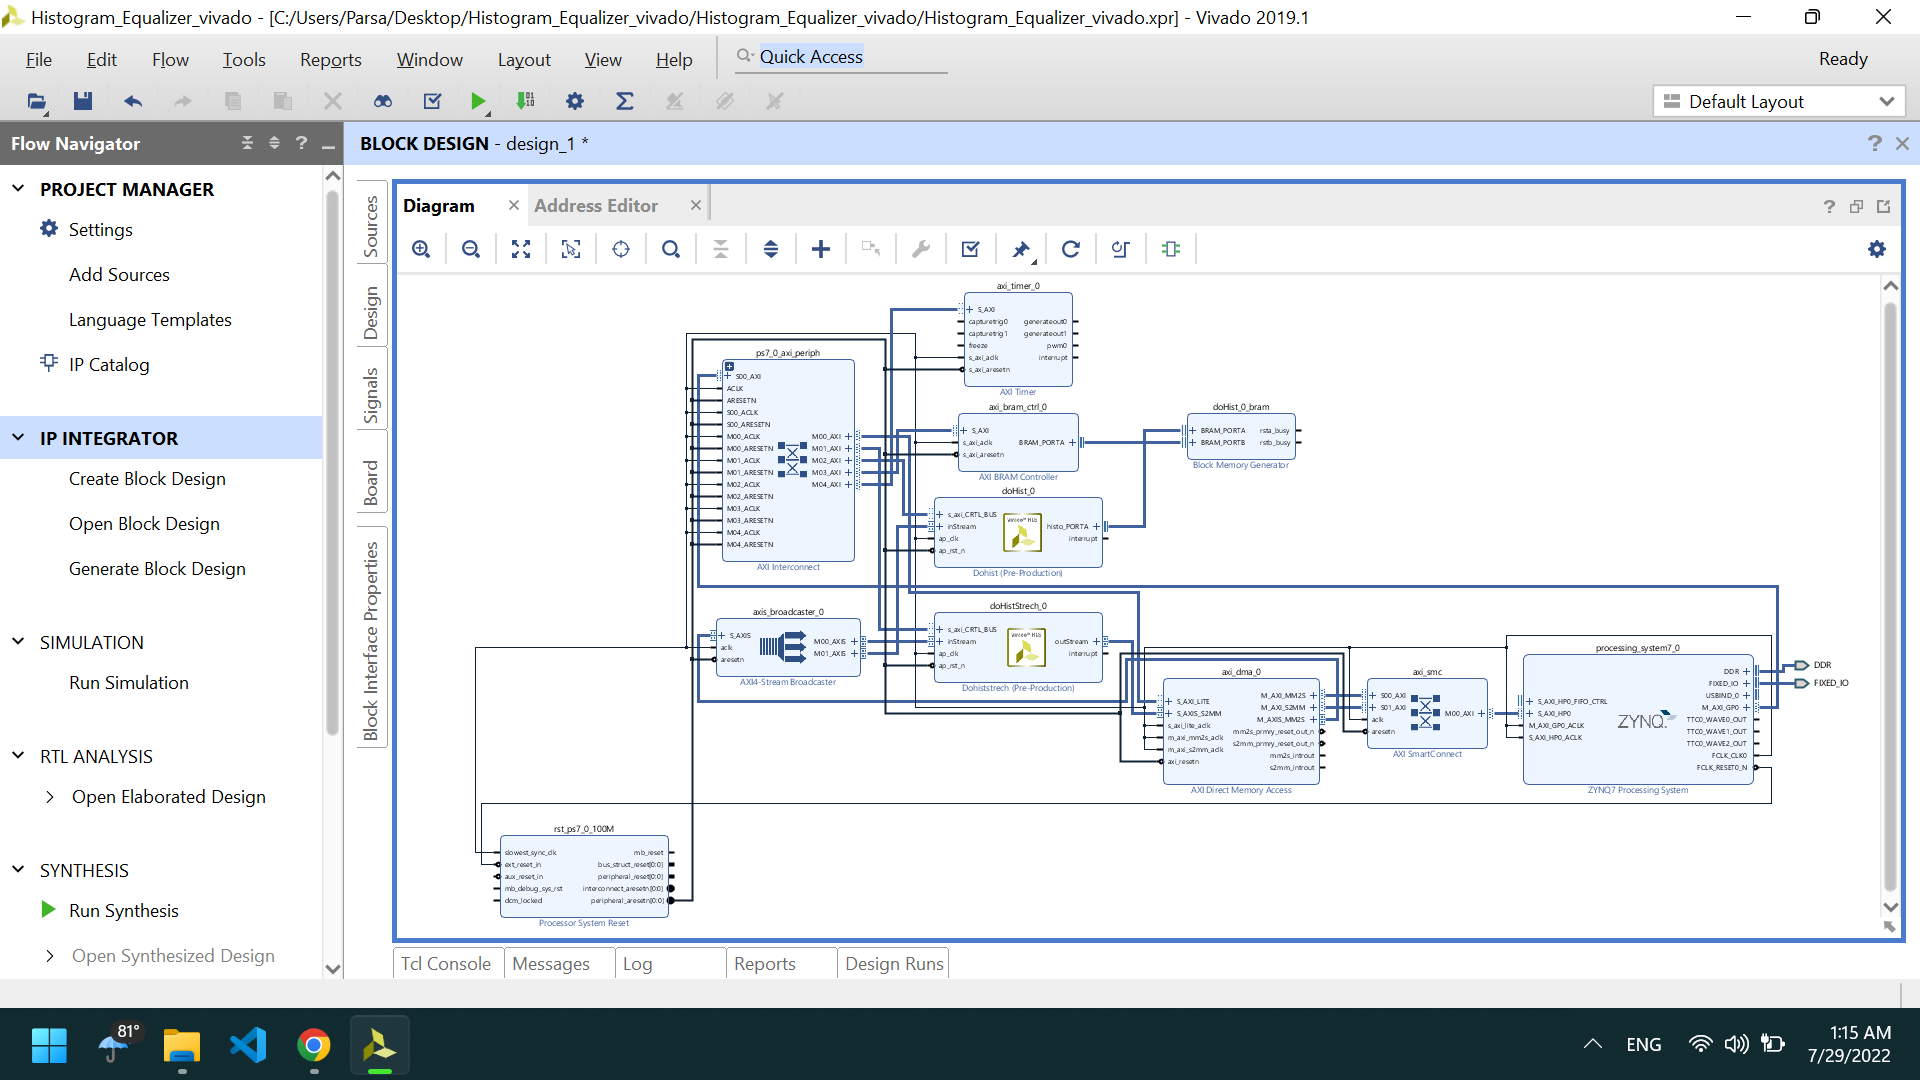 Histogram_Equalizer_vivado - [C:/Users/Parsa/Desktop/Histogram_Equalizer_vivado/Histogram_Equalizer_vivado/Histogram_Equalizer_vivado.xpr] - Vivado 2019.1
File Edit Flow Tools Reports Window Layout View Help Quick Access Ready
Default Layout
Flow Navigator
BLOCK DESIGN - design_1 *
PROJECT MANAGER
Settings
Add Sources
Language Templates
IP Catalog
IP INTEGRATOR
Create Block Design
Open Block Design
Generate Block Design
SIMULATION
Run Simulation
RTL ANALYSIS
Open Elaborated Design
SYNTHESIS
Run Synthesis
Open Synthesized Design
Sources
Design
Signals
Board
Block Interface Properties
Diagram
Address Editor
axi_timer_0
S_AXI
capturetrig0 generateout0
capturetrig1 generateout1
freeze pwm0
s_axi_aclk interrupt
s_axi_aresetn
AXI Timer
ps7_0_axi_periph
S00_AXI
ACLK
ARESETN
S00_ACLK
S00_ARESETN
M00_ACLK M00_AXI
M00_ARESETN M01_AXI
M01_ACLK M02_AXI
M01_ARESETN M03_AXI
M02_ACLK M04_AXI
M02_ARESETN
M03_ACLK
M03_ARESETN
M04_ACLK
M04_ARESETN
AXI Interconnect
axi_bram_ctrl_0
S_AXI
s_axi_aclk BRAM_PORTA
s_axi_aresetn
AXI BRAM Controller
doHist_0_bram
BRAM_PORTA rsta_busy
BRAM_PORTB rstb_busy
Block Memory Generator
doHist_0
s_axi_CRTL_BUS
inStream histo_PORTA
ap_clk interrupt
ap_rst_n
Vivado™ HLS
Dohist (Pre-Production)
axis_broadcaster_0
S_AXIS
aclk M00_AXIS
aresetn M01_AXIS
AXI4-Stream Broadcaster
doHistStrech_0
s_axi_CRTL_BUS
inStream outStream
ap_clk interrupt
ap_rst_n
Vivado™ HLS
Dohiststrech (Pre-Production)
axi_dma_0
S_AXI_LITE M_AXI_MM2S
S_AXIS_S2MM M_AXI_S2MM
s_axi_lite_aclk M_AXIS_MM2S
m_axi_mm2s_aclk mm2s_prmry_reset_out_n
m_axi_s2mm_aclk s2mm_prmry_reset_out_n
axi_resetn mm2s_introut
s2mm_introut
AXI Direct Memory Access
axi_smc
S00_AXI
S01_AXI
aclk M00_AXI
aresetn
AXI SmartConnect
processing_system7_0
DDR
FIXED_IO
S_AXI_HP0_FIFO_CTRL USBIND_0
S_AXI_HP0 M_AXI_GP0
M_AXI_GP0_ACLK TTC0_WAVE0_OUT
S_AXI_HP0_ACLK TTC0_WAVE1_OUT
TTC0_WAVE2_OUT
FCLK_CLK0
FCLK_RESET0_N
ZYNQ
ZYNQ7 Processing System
DDR
FIXED_IO
rst_ps7_0_100M
slowest_sync_clk mb_reset
ext_reset_in bus_struct_reset[0:0]
aux_reset_in peripheral_reset[0:0]
mb_debug_sys_rst interconnect_aresetn[0:0]
dcm_locked peripheral_aresetn[0:0]
Processor System Reset
Tcl Console Messages Log Reports Design Runs
81°
ENG
1:15 AM
7/29/2022